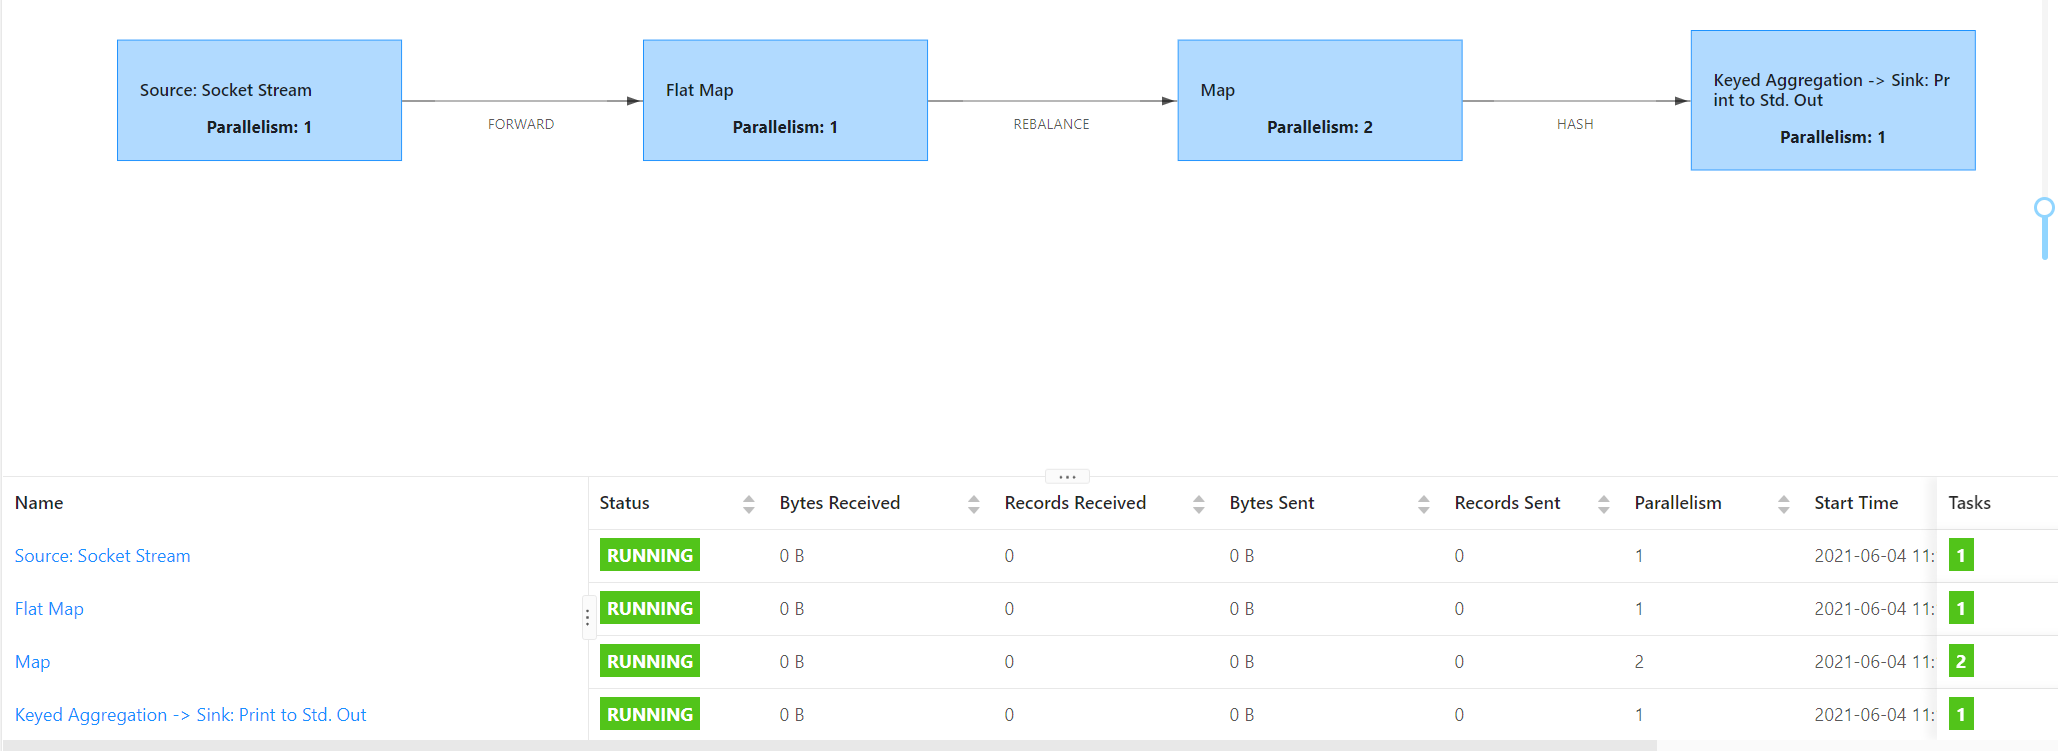 Source: Socket Stream
Parallelism: 1
FORWARD
Flat Map
Parallelism: 1
REBALANCE
Map
Parallelism: 2
HASH
Keyed Aggregation -> Sink: Pr
int to Std. Out
Parallelism: 1
Name Status Bytes Received Records Received Bytes Sent Records Sent Parallelism Start Time Tasks
Source: Socket Stream RUNNING 0 B 0 0 B 0 1 2021-06-04 11: 1
Flat Map RUNNING 0 B 0 0 B 0 1 2021-06-04 11: 1
Map RUNNING 0 B 0 0 B 0 2 2021-06-04 11: 2
Keyed Aggregation -> Sink: Print to Std. Out RUNNING 0 B 0 0 B 0 1 2021-06-04 11: 1